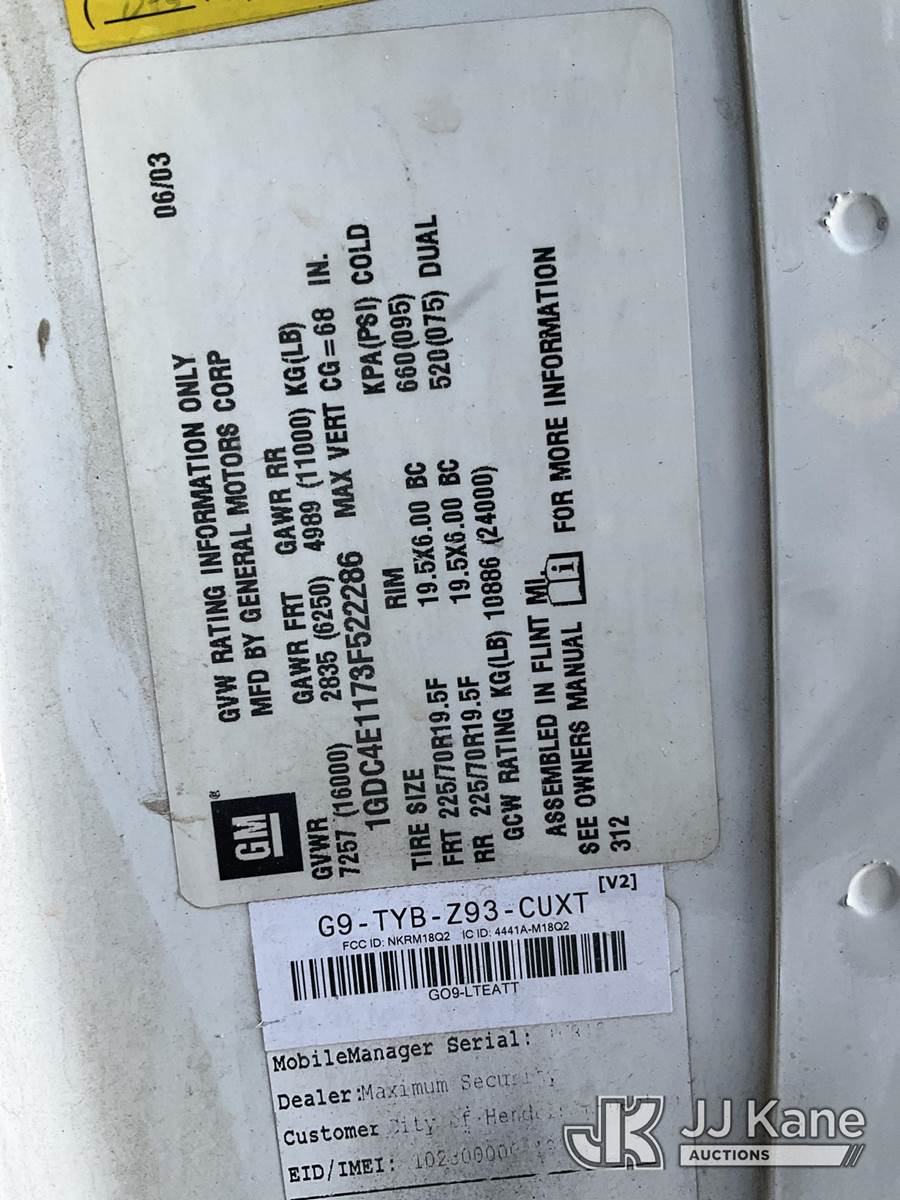 06/03
GVW RATING INFORMATION ONLY
MFD BY GENERAL MOTORS CORP
GM®
GVWR GAWR FRT GAWR RR
7257 (16000) 2835 (6250) 4989 (11000) KG(LB)
1GDC4E1173F522286 MAX VERT CG=68 IN.
TIRE SIZE RIM KPA(PSI) COLD
FRT 225/70R19.5F 19.5X6.00 BC 660(095)
RR 225/70R19.5F 19.5X6.00 BC 520(075) DUAL
GCW RATING KG(LB) 10886 (24000)
ASSEMBLED IN FLINT MI.
SEE OWNERS MANUAL i FOR MORE INFORMATION
312
G9-TYB-Z93-CUXT [V2]
FCC ID: NKRM18Q2 IC ID: 4441A-M18Q2
GO9-LTEATT
MobileManager Serial:
Dealer:Maximum Security
Customer City of
EID/IMEI:
JK JJ Kane
AUCTIONS